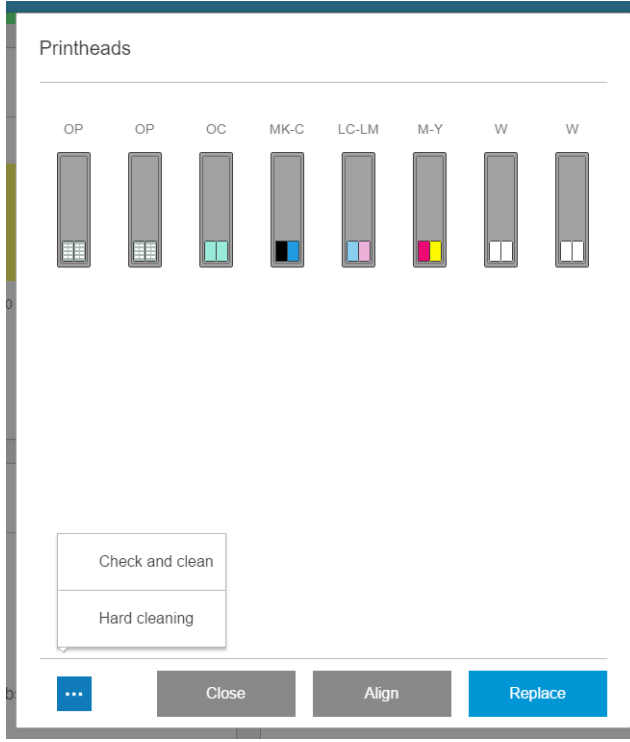 Printheads
OP OP OC MK-C LC-LM M-Y W W
Check and clean
Hard cleaning
... Close Align Replace